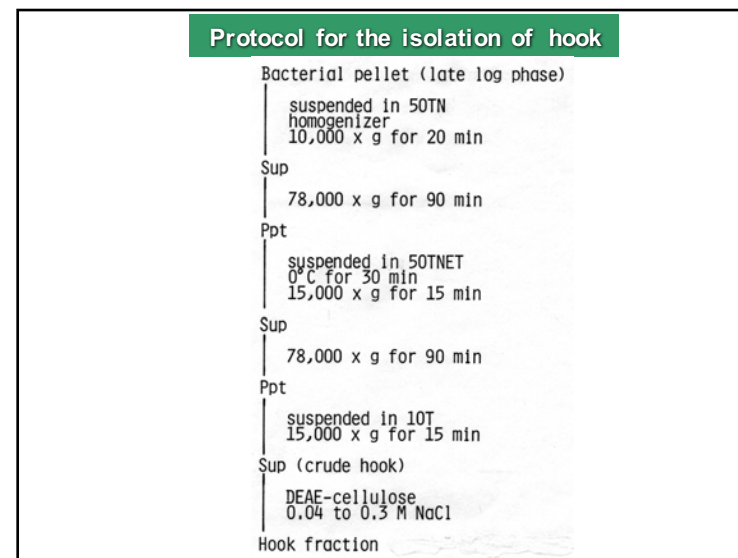 Protocol for the isolation of hook
Bacterial pellet (late log phase)
suspended in 50TN
homogenizer
10,000 x g for 20 min
Sup
78,000 x g for 90 min
Ppt
suspended in 50TNET
0°C for 30 min
15,000 x g for 15 min
Sup
78,000 x g for 90 min
Ppt
suspended in 10T
15,000 x g for 15 min
Sup (crude hook)
DEAE-cellulose
0.04 to 0.3 M NaCl
Hook fraction